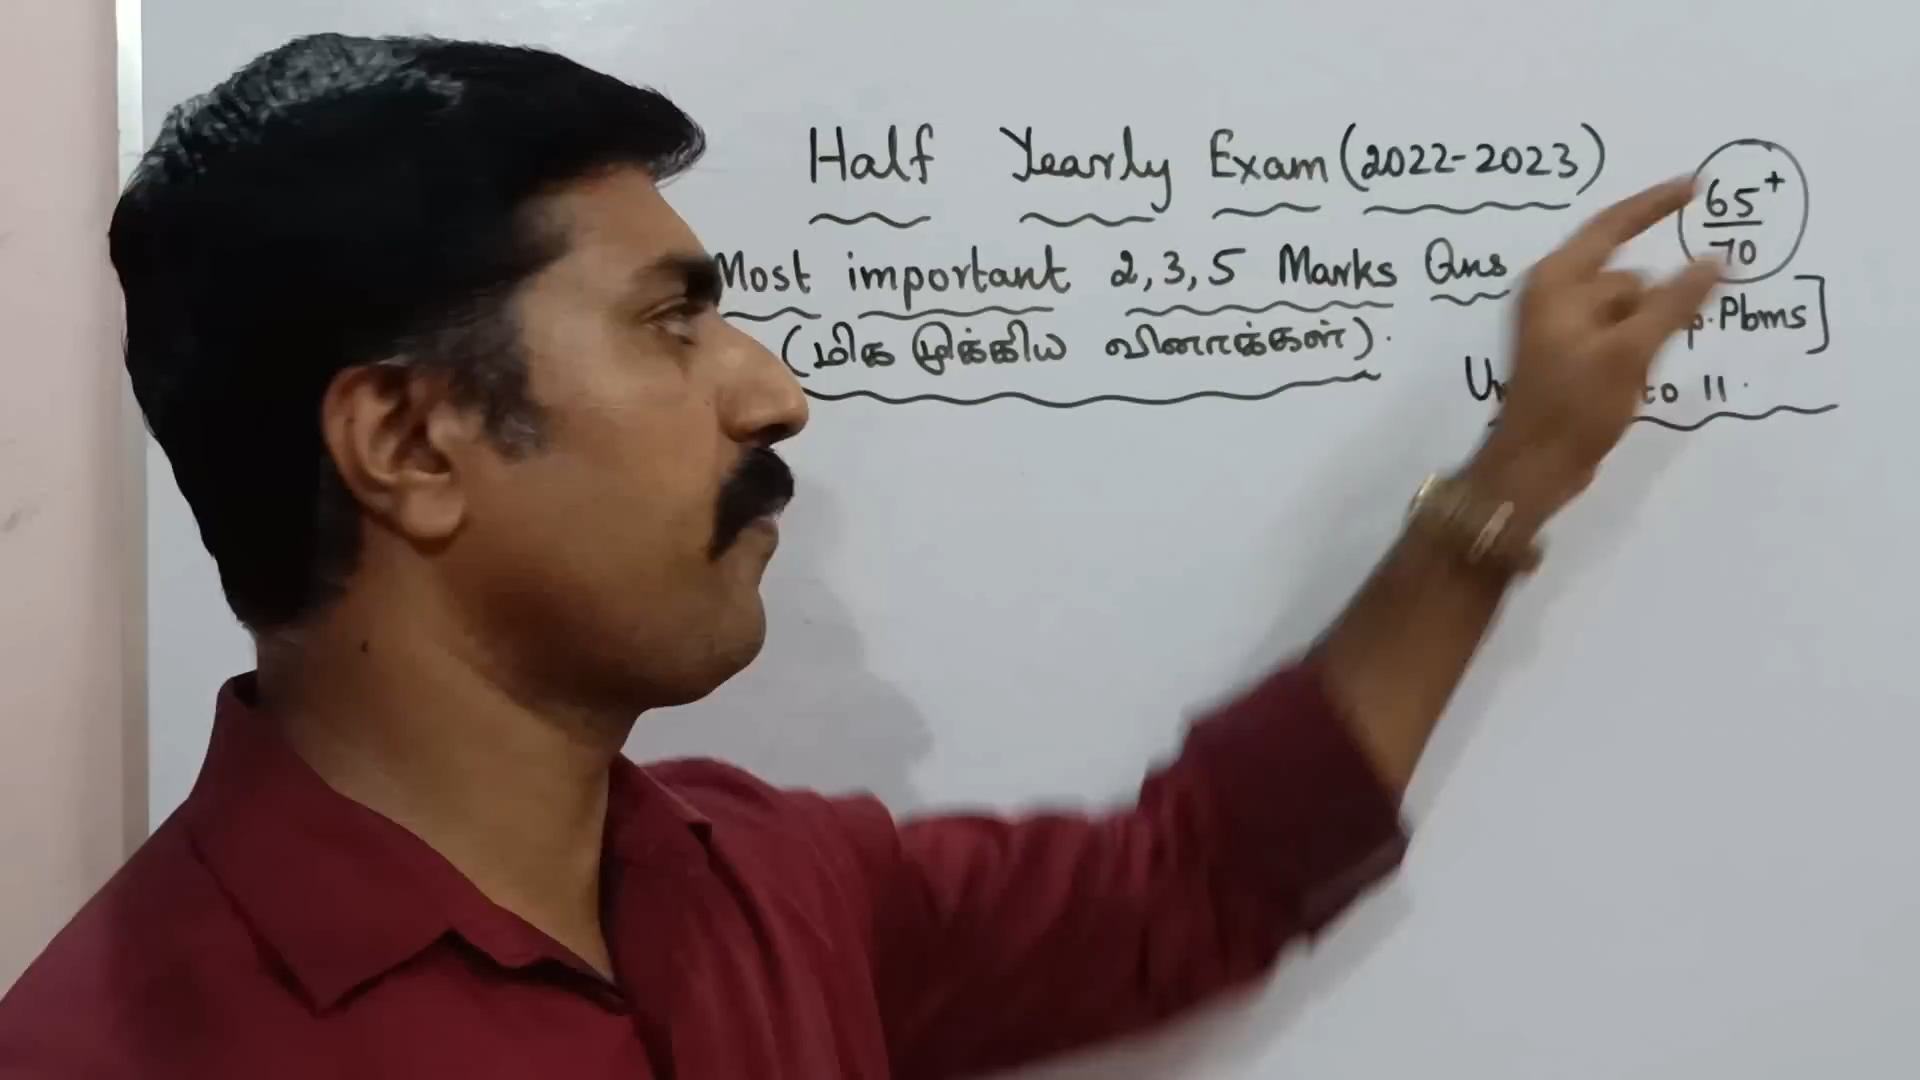 Half Yearly Exam (2022-2023)
65+
70
Most important 2,3,5 Marks Qns
(மிக முக்கிய வினாக்கள்).
Pbms]
to 11.